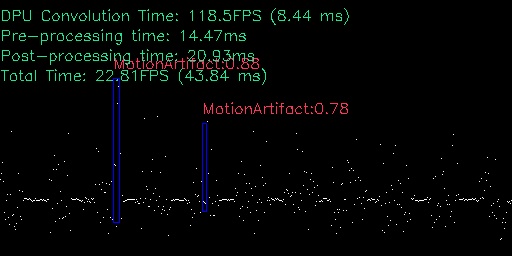 DPU Convolution Time: 118.5FPS (8.44 ms)
Pre-processing time: 14.47ms
Post-processing time: 20.93ms
MotionArtifact:0.88
Total Time: 22.81FPS (43.84 ms)
MotionArtifact:0.78